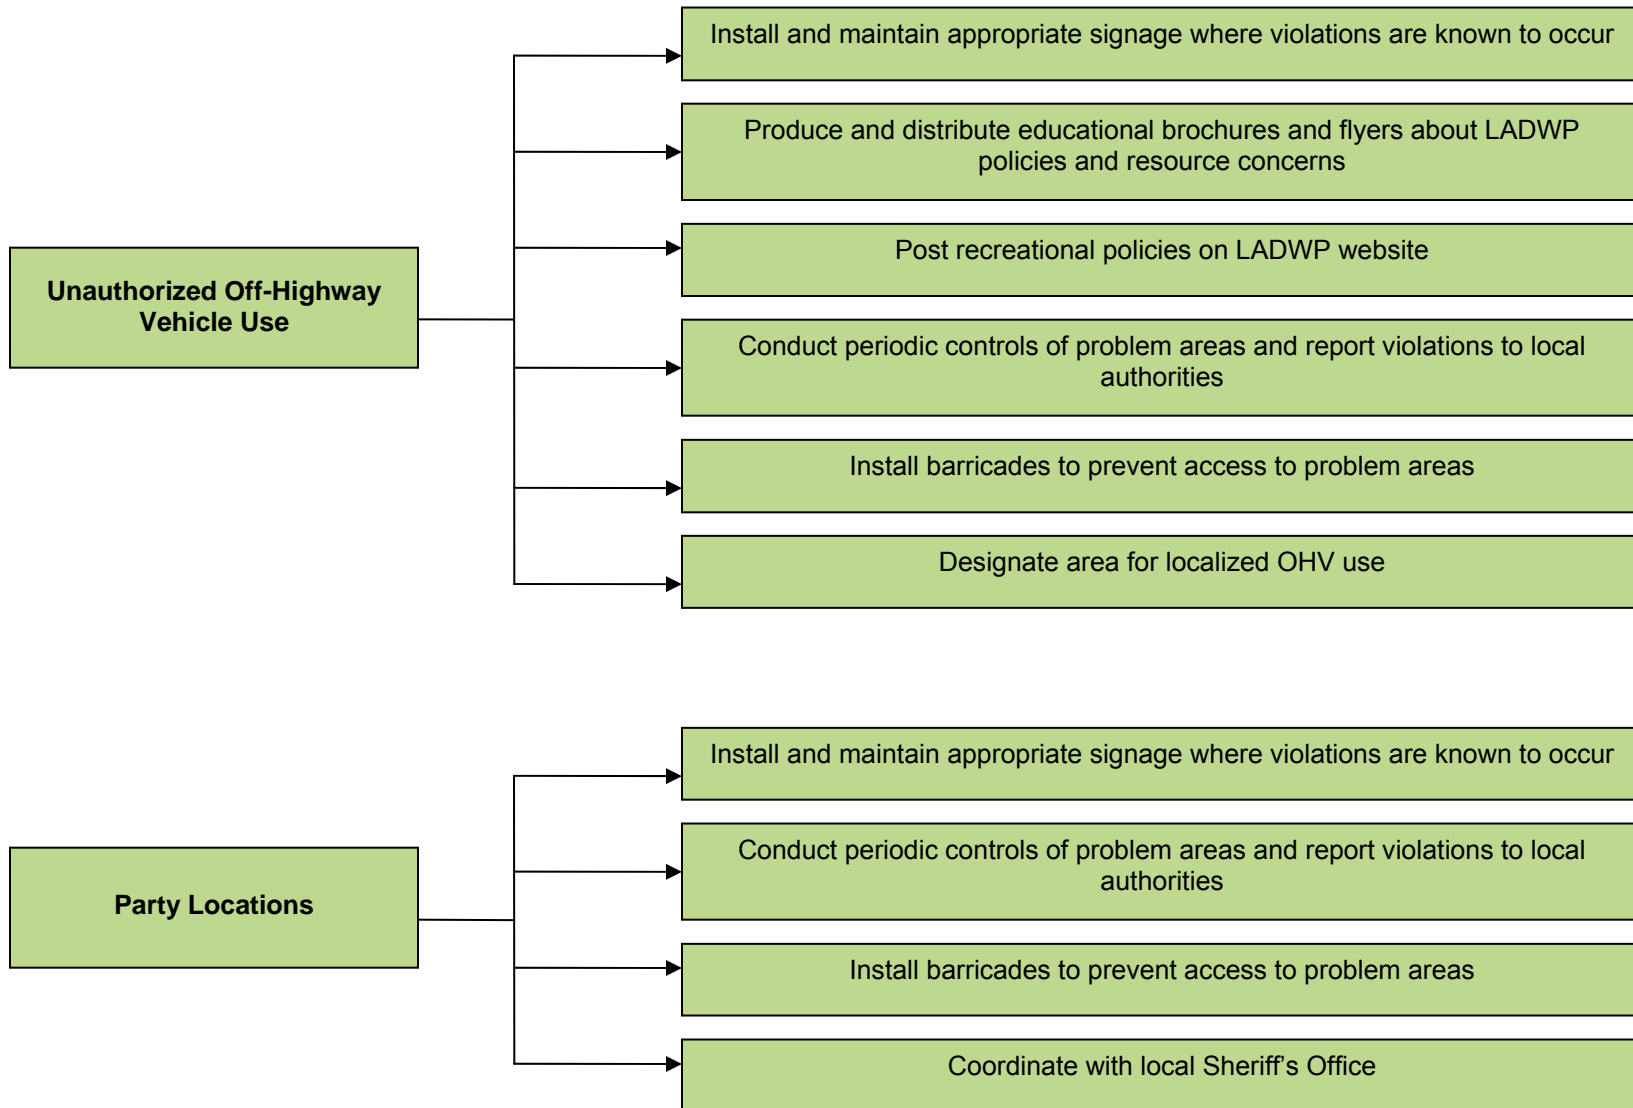 Install and maintain appropriate signage where violations are known to occur
Produce and distribute educational brochures and flyers about LADWP
policies and resource concerns
Post recreational policies on LADWP website
Unauthorized Off-Highway
Vehicle Use
Conduct periodic controls of problem areas and report violations to local
authorities
Install barricades to prevent access to problem areas
Designate area for localized OHV use
Install and maintain appropriate signage where violations are known to occur
Conduct periodic controls of problem areas and report violations to local
authorities
Party Locations
Install barricades to prevent access to problem areas
Coordinate with local Sheriff’s Office